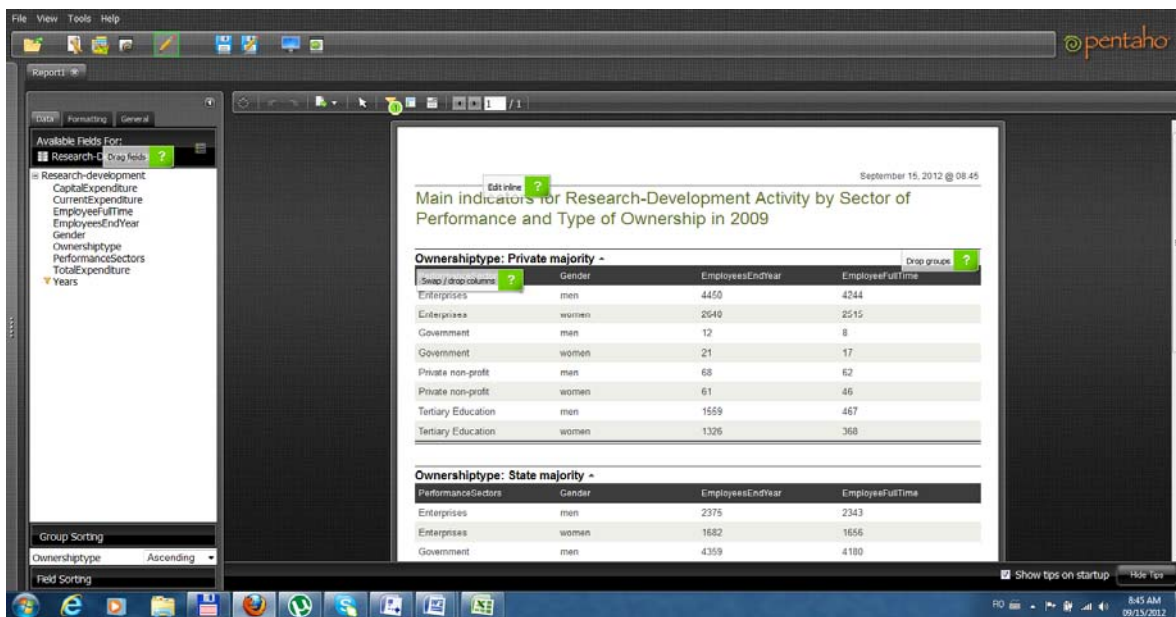 File View Tools Help
pentaho
Report1
1 / 1
1
Data Formatting General
Available Fields For:
Research-D
Drag fields ?
Research-development
CapitalExpenditure
CurrentExpenditure
EmployeeFullTime
EmployeesEndYear
Gender
Ownershiptype
PerformanceSectors
TotalExpenditure
Years
Group Sorting
Ownershiptype Ascending
Field Sorting
September 15, 2012 @ 08:45
Edit inline ?
Main indicators for Research-Development Activity by Sector of
Performance and Type of Ownership in 2009
Ownershiptype: Private majority
Drop groups ?
PerformanceSectors Gender EmployeesEndYear EmployeeFullTime
Swap / drop columns ?
Enterprises men 4450 4244
Enterprises women 2640 2515
Government men 12 8
Government women 21 17
Private non-profit men 68 62
Private non-profit women 61 46
Tertiary Education men 1559 467
Tertiary Education women 1326 368
Ownershiptype: State majority
PerformanceSectors Gender EmployeesEndYear EmployeeFullTime
Enterprises men 2375 2343
Enterprises women 1682 1656
Government men 4359 4180
Show tips on startup Hide Tips
RO 8:45 AM
09/15/2012